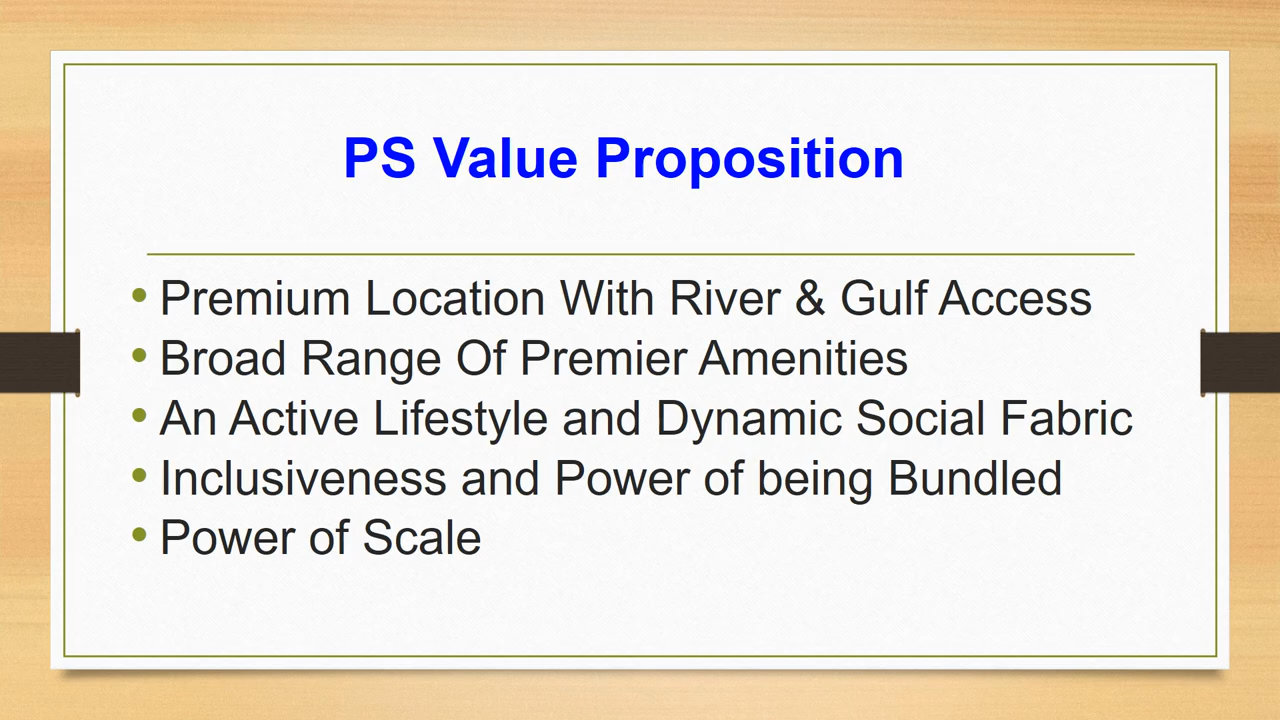 PS Value Proposition
• Premium Location With River & Gulf Access
• Broad Range Of Premier Amenities
• An Active Lifestyle and Dynamic Social Fabric
• Inclusiveness and Power of being Bundled
• Power of Scale